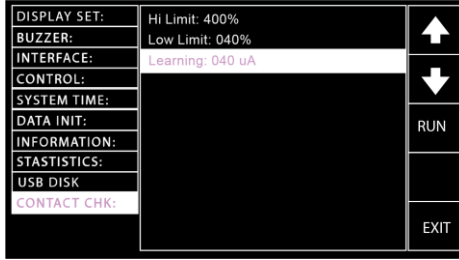 DISPLAY SET:
BUZZER:
INTERFACE:
CONTROL:
SYSTEM TIME:
DATA INIT:
INFORMATION:
STASTISTICS:
USB DISK
CONTACT CHK:
Hi Limit: 400%
Low Limit: 040%
Learning: 040 uA
RUN
EXIT